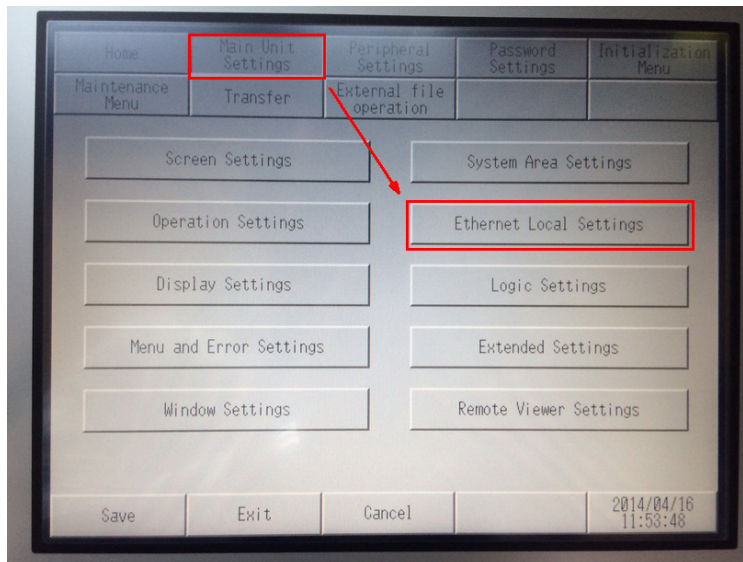 Home
Main Unit
Settings
Peripheral
Settings
Password
Settings
Initialization
Menu
Maintenance
Menu
Transfer
External file
operation
Screen Settings
System Area Settings
Operation Settings
Ethernet Local Settings
Display Settings
Logic Settings
Menu and Error Settings
Extended Settings
Window Settings
Remote Viewer Settings
Save
Exit
Cancel
2014/04/16
11:53:48